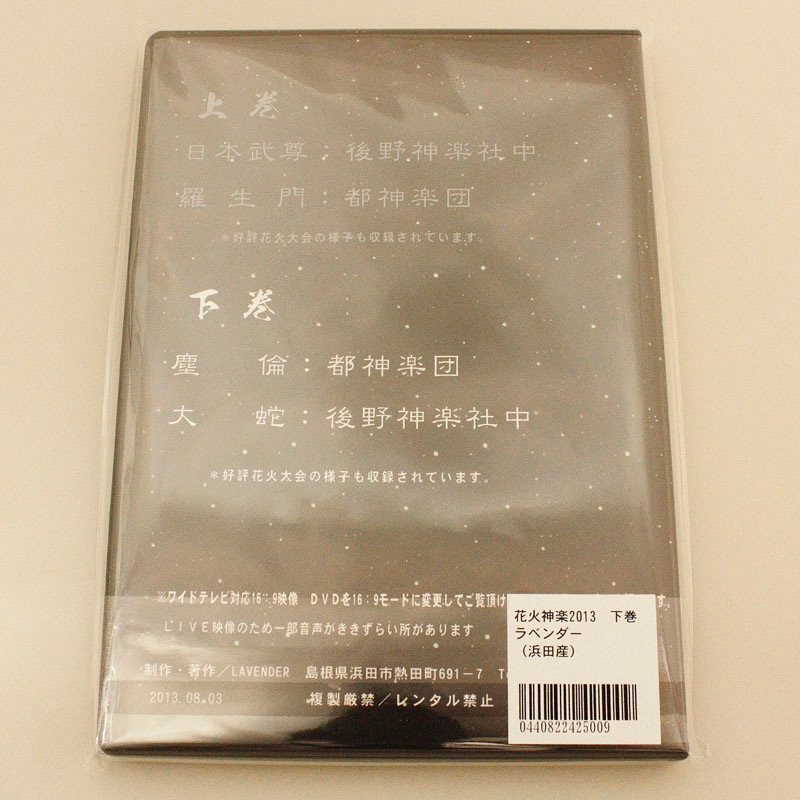 上巻
日本武尊：後野神楽社中
羅生門：都神楽団
＊好評花火大会の様子も収録されています。
下巻
塵倫：都神楽団
大蛇：後野神楽社中
＊好評花火大会の様子も収録されています。
※ワイドテレビ対応16：9映像　DVDを16：9モードに変更してご覧頂け
す。
LIVE映像のため一部音声がききずらい所があります
制作・著作／LAVENDER　島根県浜田市熱田町691－7　T
2013.08.03　複製厳禁／レンタル禁止
花火神楽2013　下巻
ラベンダー
（浜田産）
0440822425009